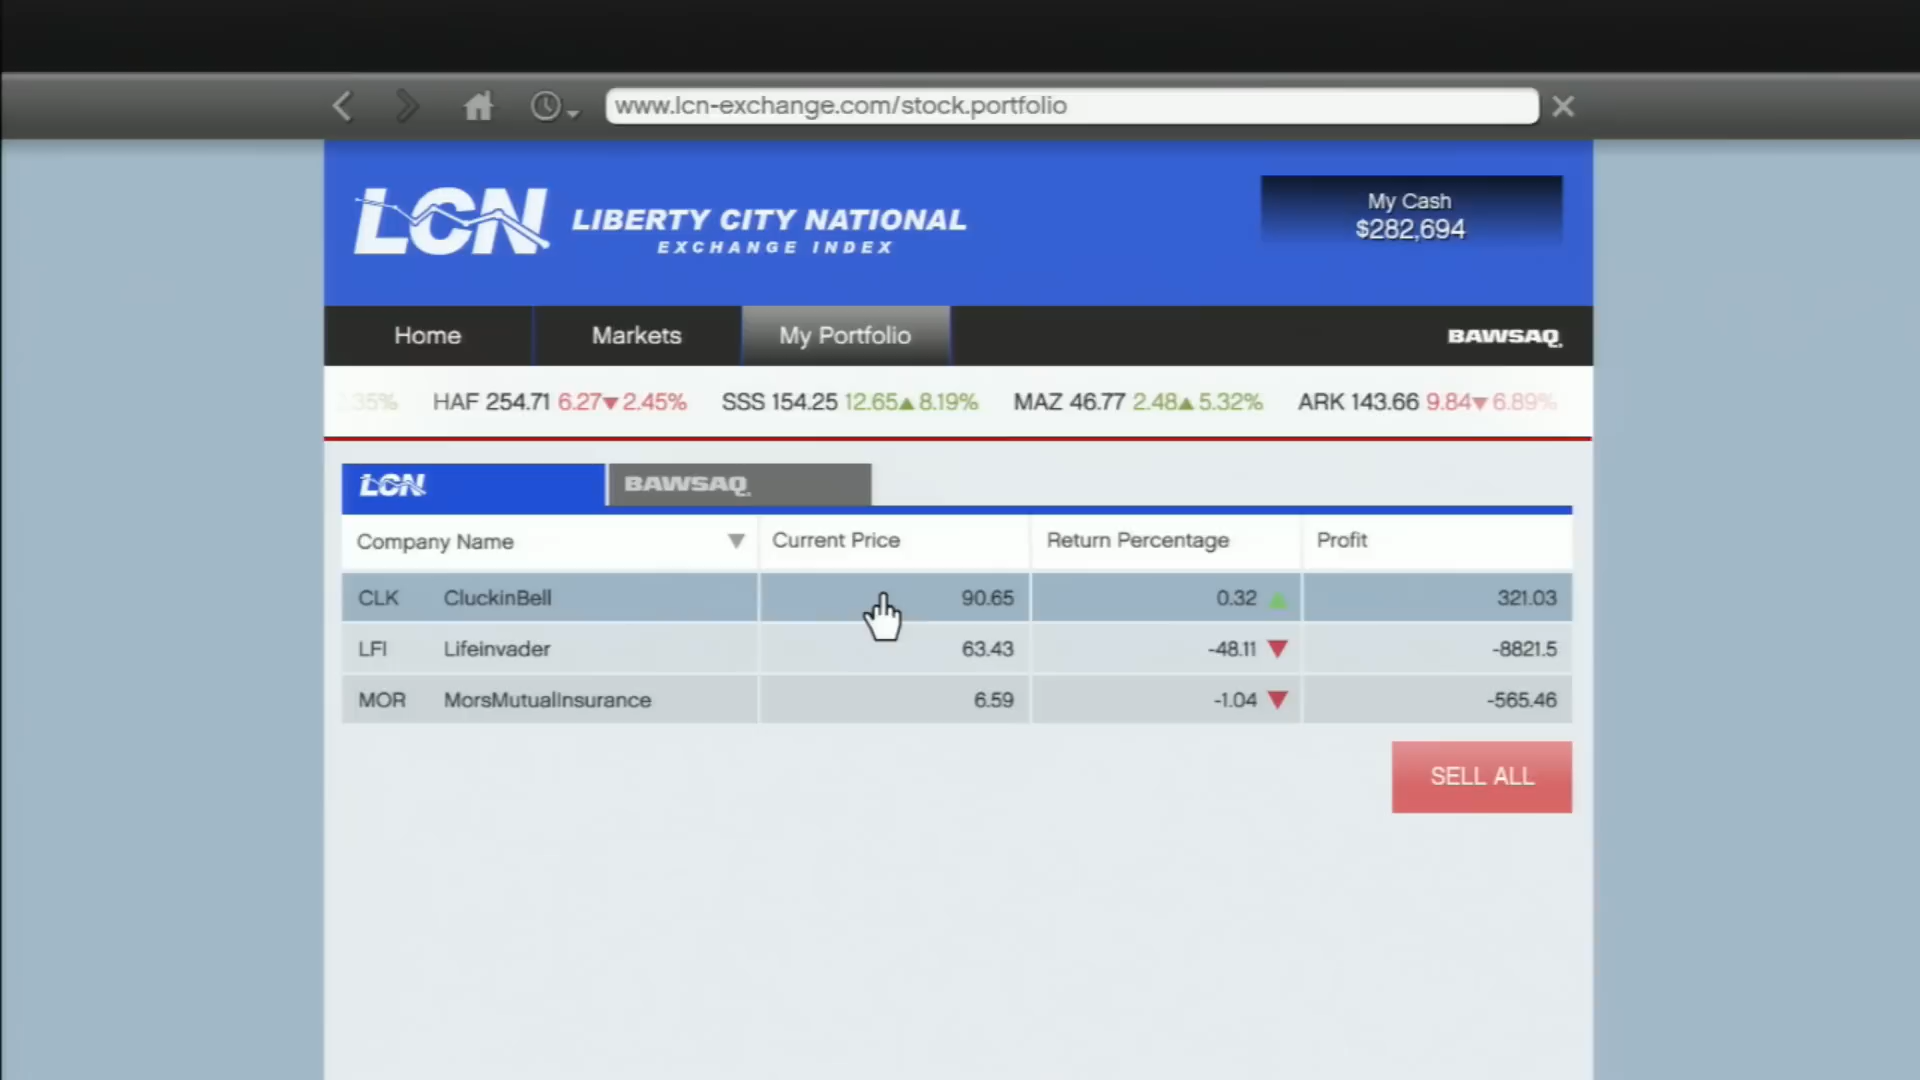 www.lcn-exchange.com/stock.portfolio
LCN LIBERTY CITY NATIONAL
EXCHANGE INDEX
My Cash
$282,694
Home Markets My Portfolio BAWSAQ
.35% HAF 254.71 6.27▼2.45% SSS 154.25 12.65▲8.19% MAZ 46.77 2.48▲5.32% ARK 143.66 9.84▼6.89%
LCN BAWSAQ
Company Name ▼ Current Price Return Percentage Profit
CLK CluckinBell 90.65 0.32 ▲ 321.03
LFI Lifeinvader 63.43 -48.11 ▼ -8821.5
MOR MorsMutualInsurance 6.59 -1.04 ▼ -565.46
SELL ALL